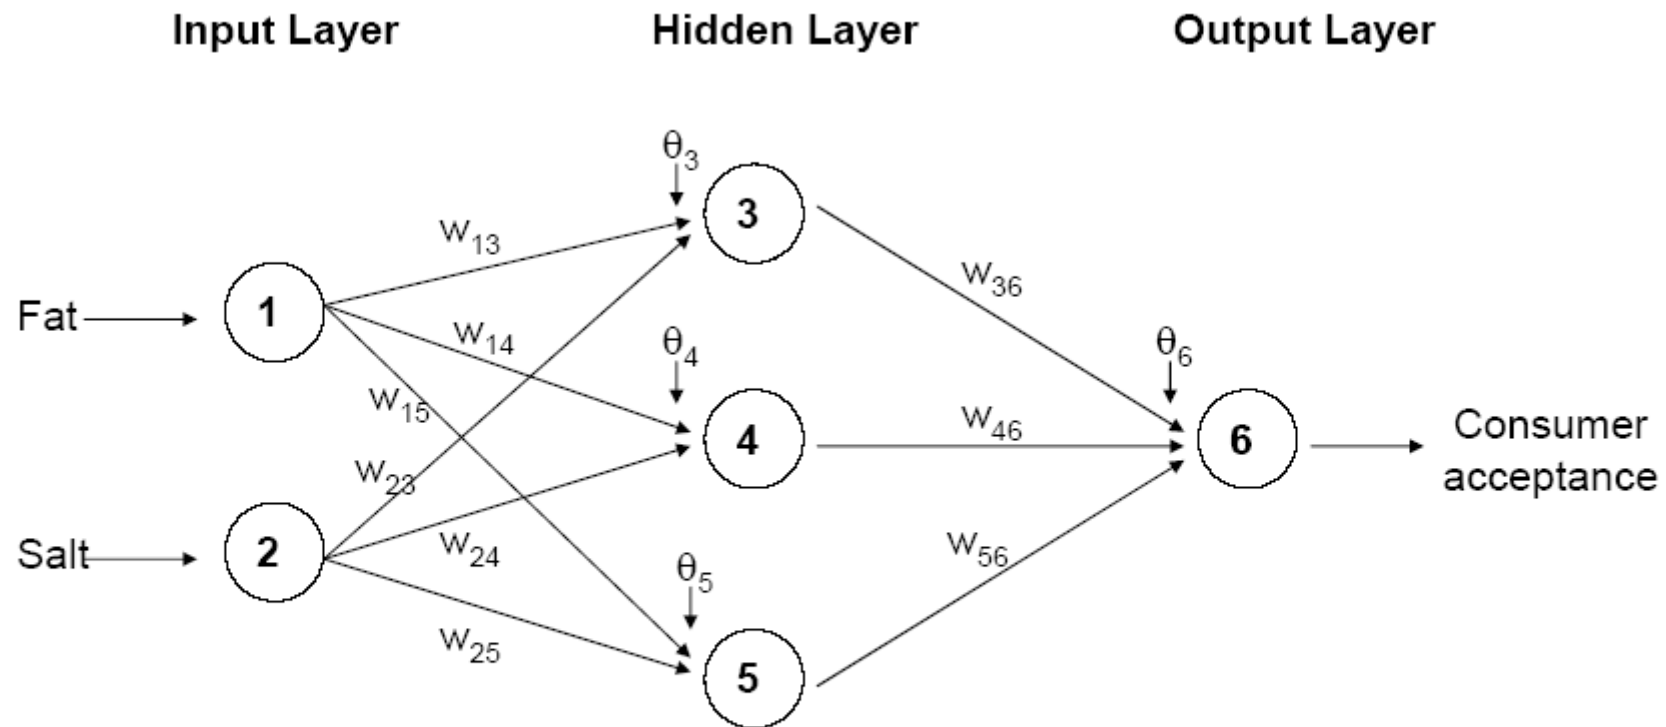 Input Layer
Hidden Layer
Output Layer
θ3
w13
3
w36
Fat
1
w14
θ4
θ6
w15
w46
4
6
Consumer
acceptance
w23
Salt
2
w24
θ5
w56
w25
5